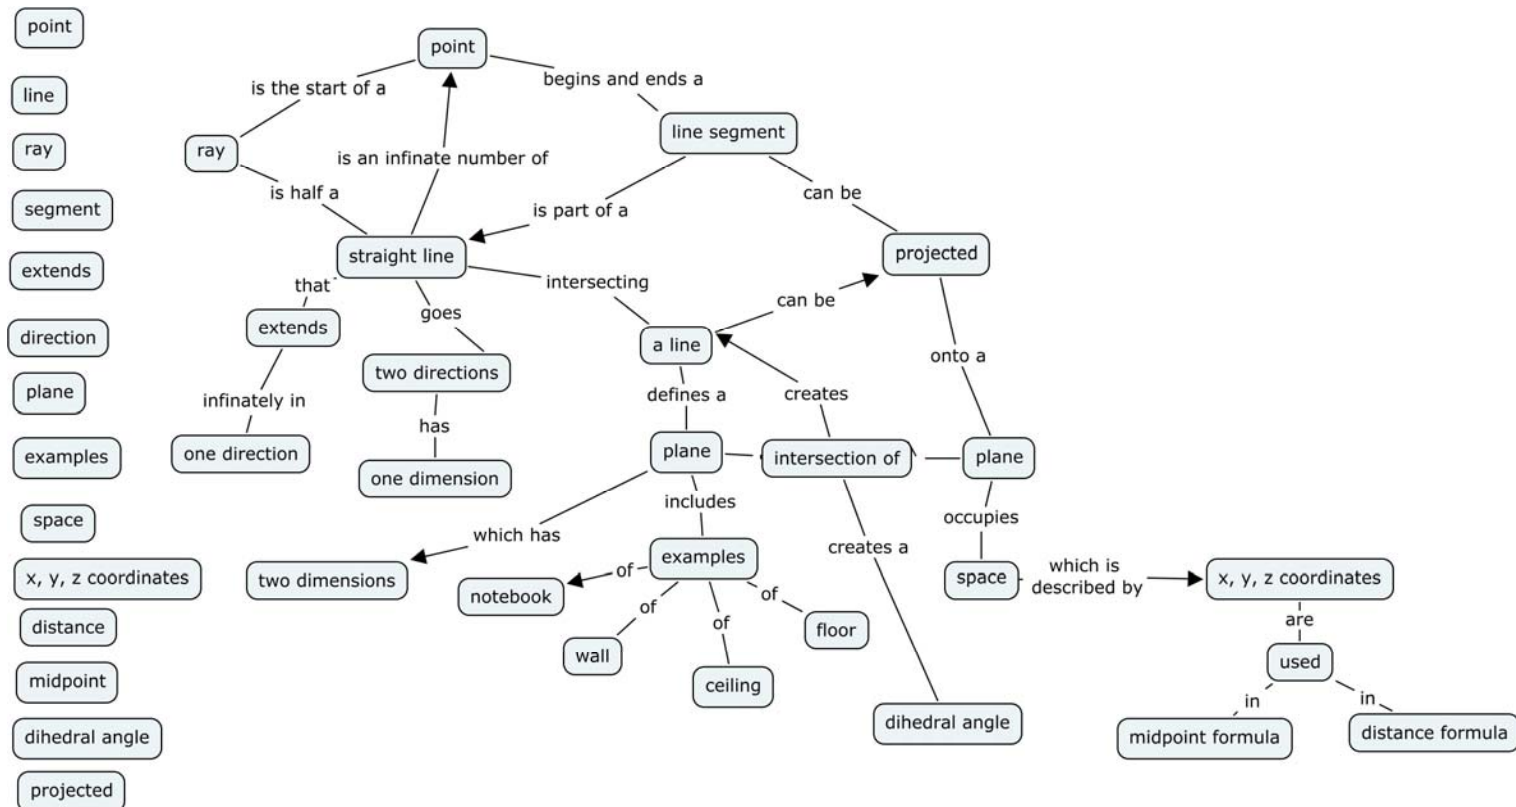 point
line
ray
segment
extends
direction
plane
examples
space
x, y, z coordinates
distance
midpoint
dihedral angle
projected
point
is the start of a
begins and ends a
ray
line segment
is an infinate number of
is half a
can be
is part of a
straight line
projected
that
intersecting
goes
can be
extends
a line
onto a
two directions
infinately in
defines a
creates
has
one direction
plane
intersection of
plane
one dimension
includes
occupies
which has
creates a
examples
two dimensions
notebook
of
of
of
of
wall
ceiling
floor
space
which is
described by
x, y, z coordinates
are
used
in
in
dihedral angle
midpoint formula
distance formula